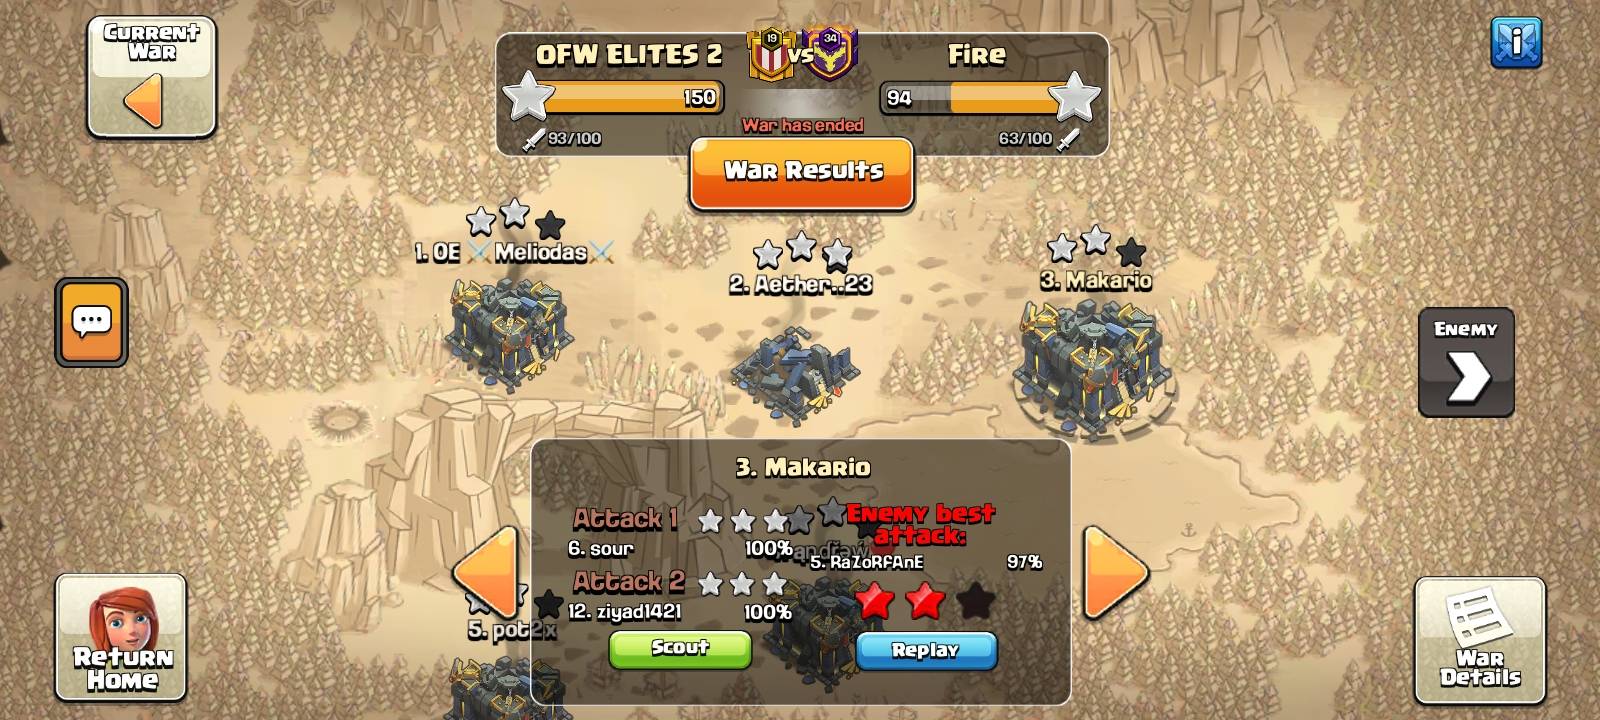 Current
War
OFW ELITES 2
19
VS
34
Fire
150
94
93/100
War has ended
63/100
War Results
1. OE ⚔Meliodas⚔
2. Aether..23
3. Makario
Enemy
3. Makario
Attack 1
6. sour
100%
Enemy best
attack:
5. RaZoRfAnE
97%
Attack 2
12. ziyad1421
100%
5. pot2x
Scout
Replay
Return
Home
War
Details